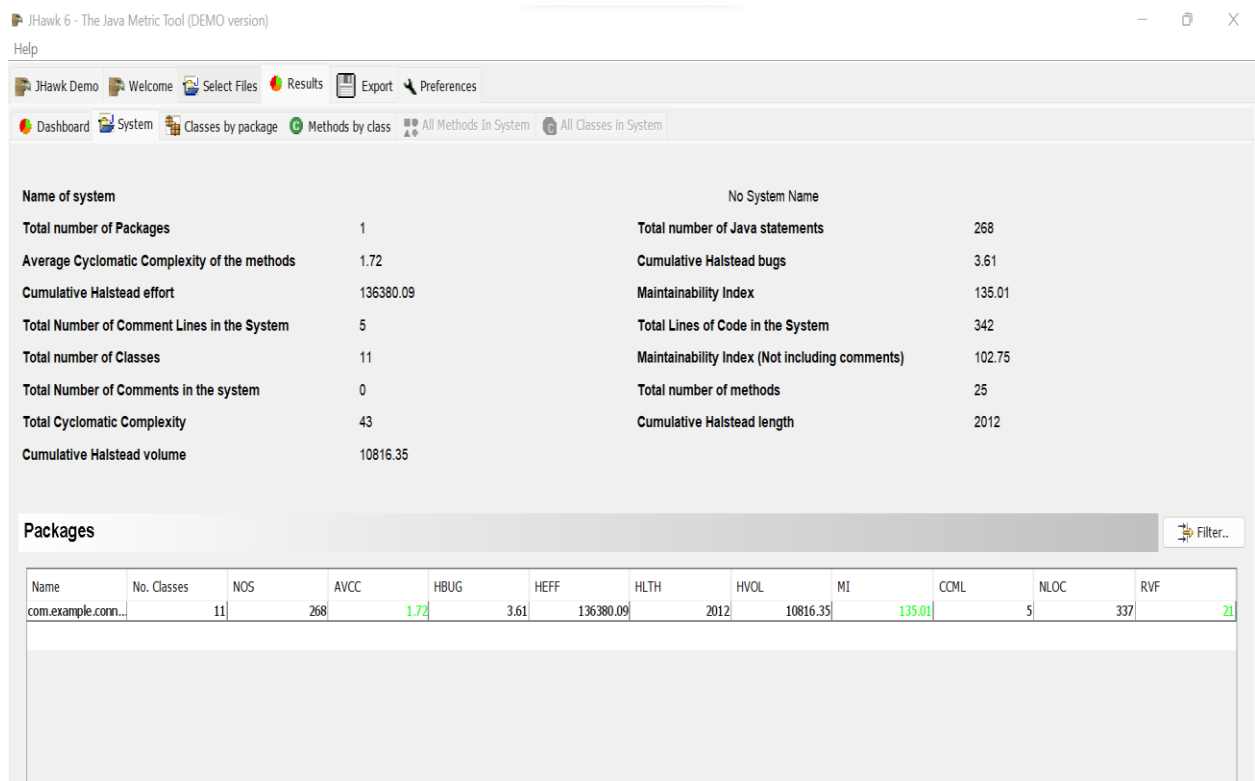 JHawk 6 - The Java Metric Tool (DEMO version)
Help
JHawk Demo Welcome Select Files Results Export Preferences
Dashboard System Classes by package Methods by class All Methods In System All Classes in System
Name of system No System Name
Total number of Packages 1 Total number of Java statements 268
Average Cyclomatic Complexity of the methods 1.72 Cumulative Halstead bugs 3.61
Cumulative Halstead effort 136380.09 Maintainability Index 135.01
Total Number of Comment Lines in the System 5 Total Lines of Code in the System 342
Total number of Classes 11 Maintainability Index (Not including comments) 102.75
Total Number of Comments in the system 0 Total number of methods 25
Total Cyclomatic Complexity 43 Cumulative Halstead length 2012
Cumulative Halstead volume 10816.35
Packages Filter..
Name No. Classes NOS AVCC HBUG HEFF HLTH HVOL MI CCML NLOC RVF
com.example.conn... 11 268 1.72 3.61 136380.09 2012 10816.35 135.01 5 337 21